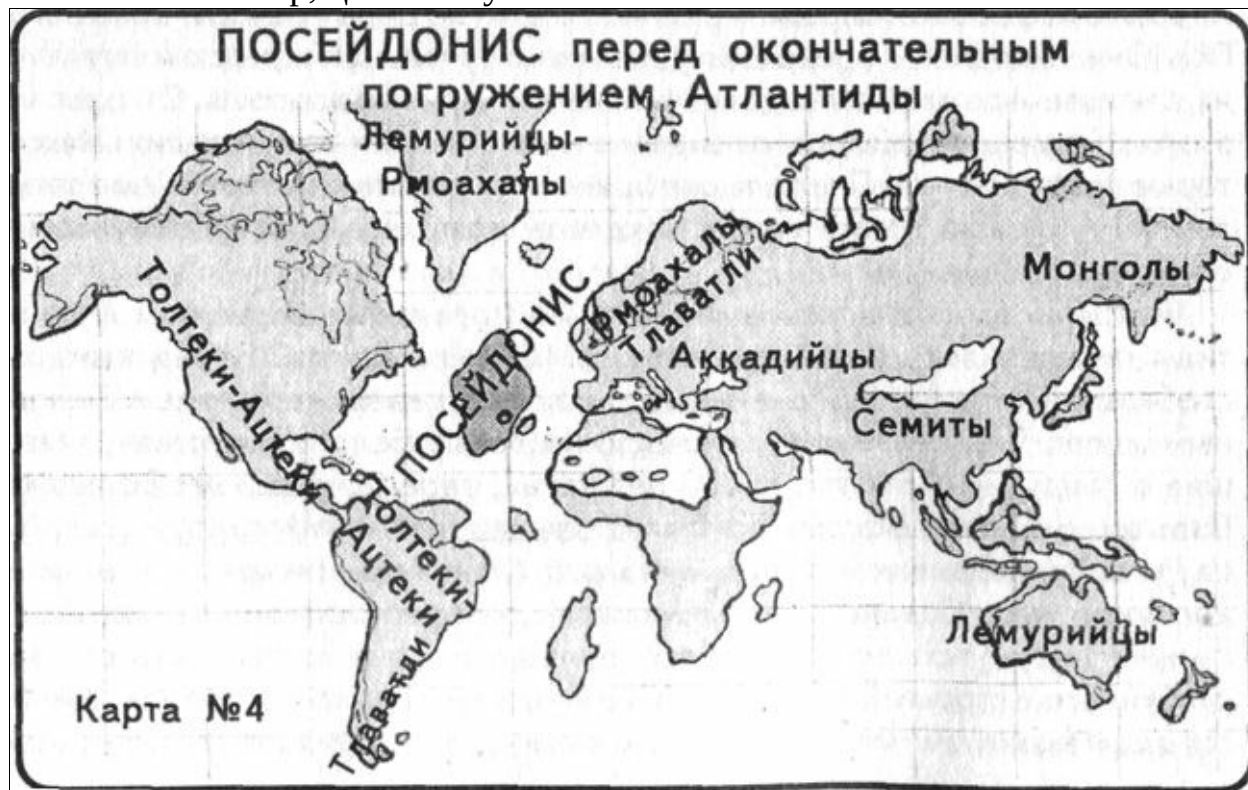 ПОСЕЙДОНИС перед окончательным
погружением Атлантиды
Лемурийцы-
Рмоахалы
Рмоахалы
Тлаватли
Монголы
Толтеки-Ацкеки
ПОСЕЙДОНИС
Аккадийцы
Семиты
Толтеки,
Ацтеки
Лемурийцы
Тлаватли
Карта №4